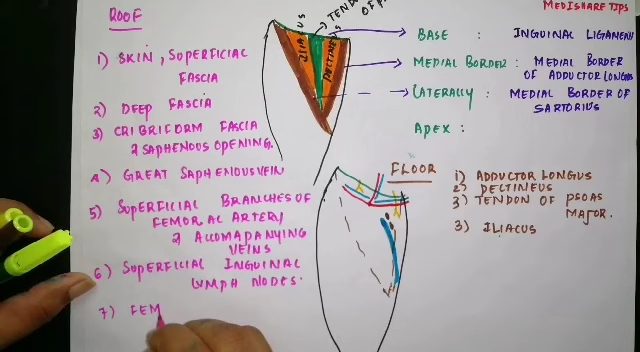 ROOF
1) SKIN, SUPERFICIAL
FASCIA
2) DEEP FASCIA
3) CRIBRIFORM FASCIA
& SAPHENOUS OPENING.
4) GREAT SAPHENOUS VEIN
5) SUPERFICIAL BRANCHES OF
FEMORAL ARTERY
& ACCOMADANYING
VEINS
6) SUPERFICIAL INGUINAL
LYMPH NODES.
7) FEM
TENDON
ILIACUS
PECTINEUS
MEDISHARE TIPS
BASE : INGUINAL LIGAMENT
MEDIAL BORDER : MEDIAL BORDER
OF ADDUCTOR LONGUS
LATERALLY : MEDIAL BORDER OF
SARTORIUS
APEX :
FLOOR
1) ADDUCTOR LONGUS
2) PECTINEUS
3) TENDON OF PSOAS
MAJOR.
3) ILIACUS